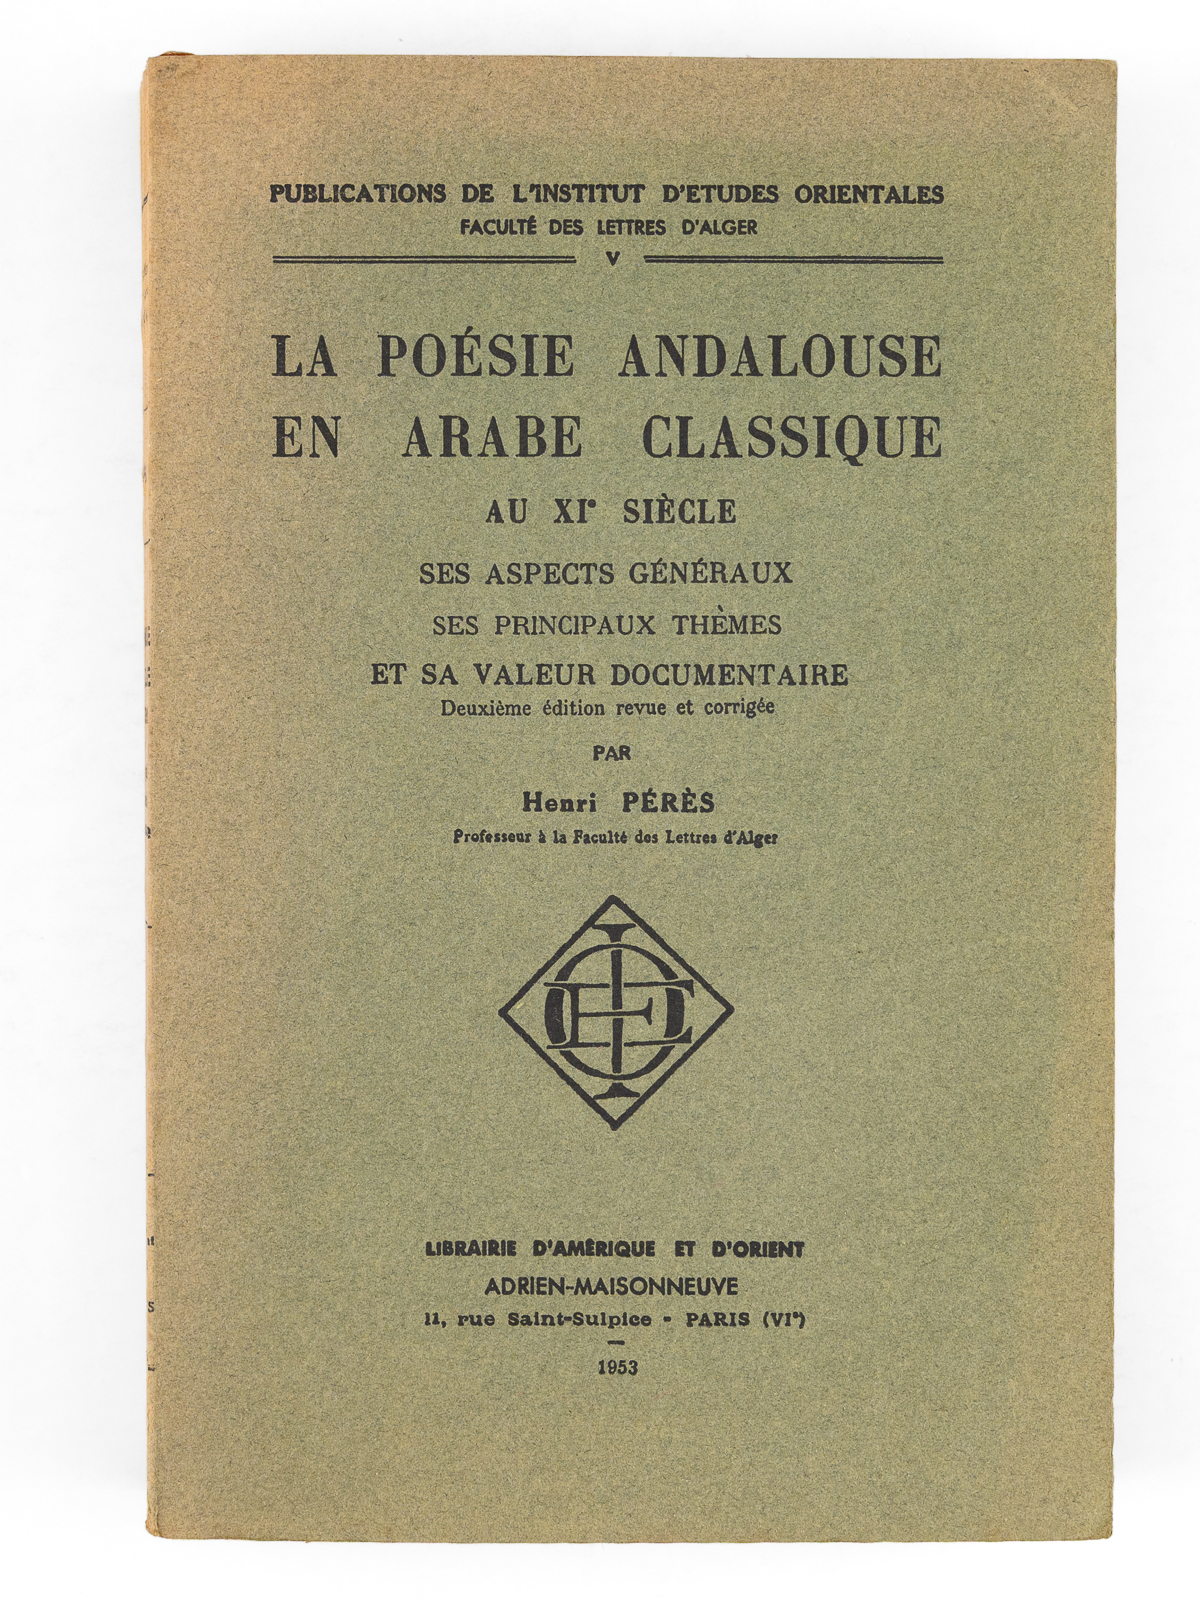 PUBLICATIONS DE L'INSTITUT D'ETUDES ORIENTALES
FACULTÉ DES LETTRES D'ALGER
V
LA POÉSIE ANDALOUSE
EN ARABE CLASSIQUE
AU XIe SIÈCLE
SES ASPECTS GÉNÉRAUX
SES PRINCIPAUX THÈMES
ET SA VALEUR DOCUMENTAIRE
Deuxième édition revue et corrigée
PAR
Henri PÉRÈS
Professeur à la Faculté des Lettres d'Alger
LIBRAIRIE D'AMÉRIQUE ET D'ORIENT
ADRIEN-MAISONNEUVE
11, rue Saint-Sulpice - PARIS (VIe)
1953